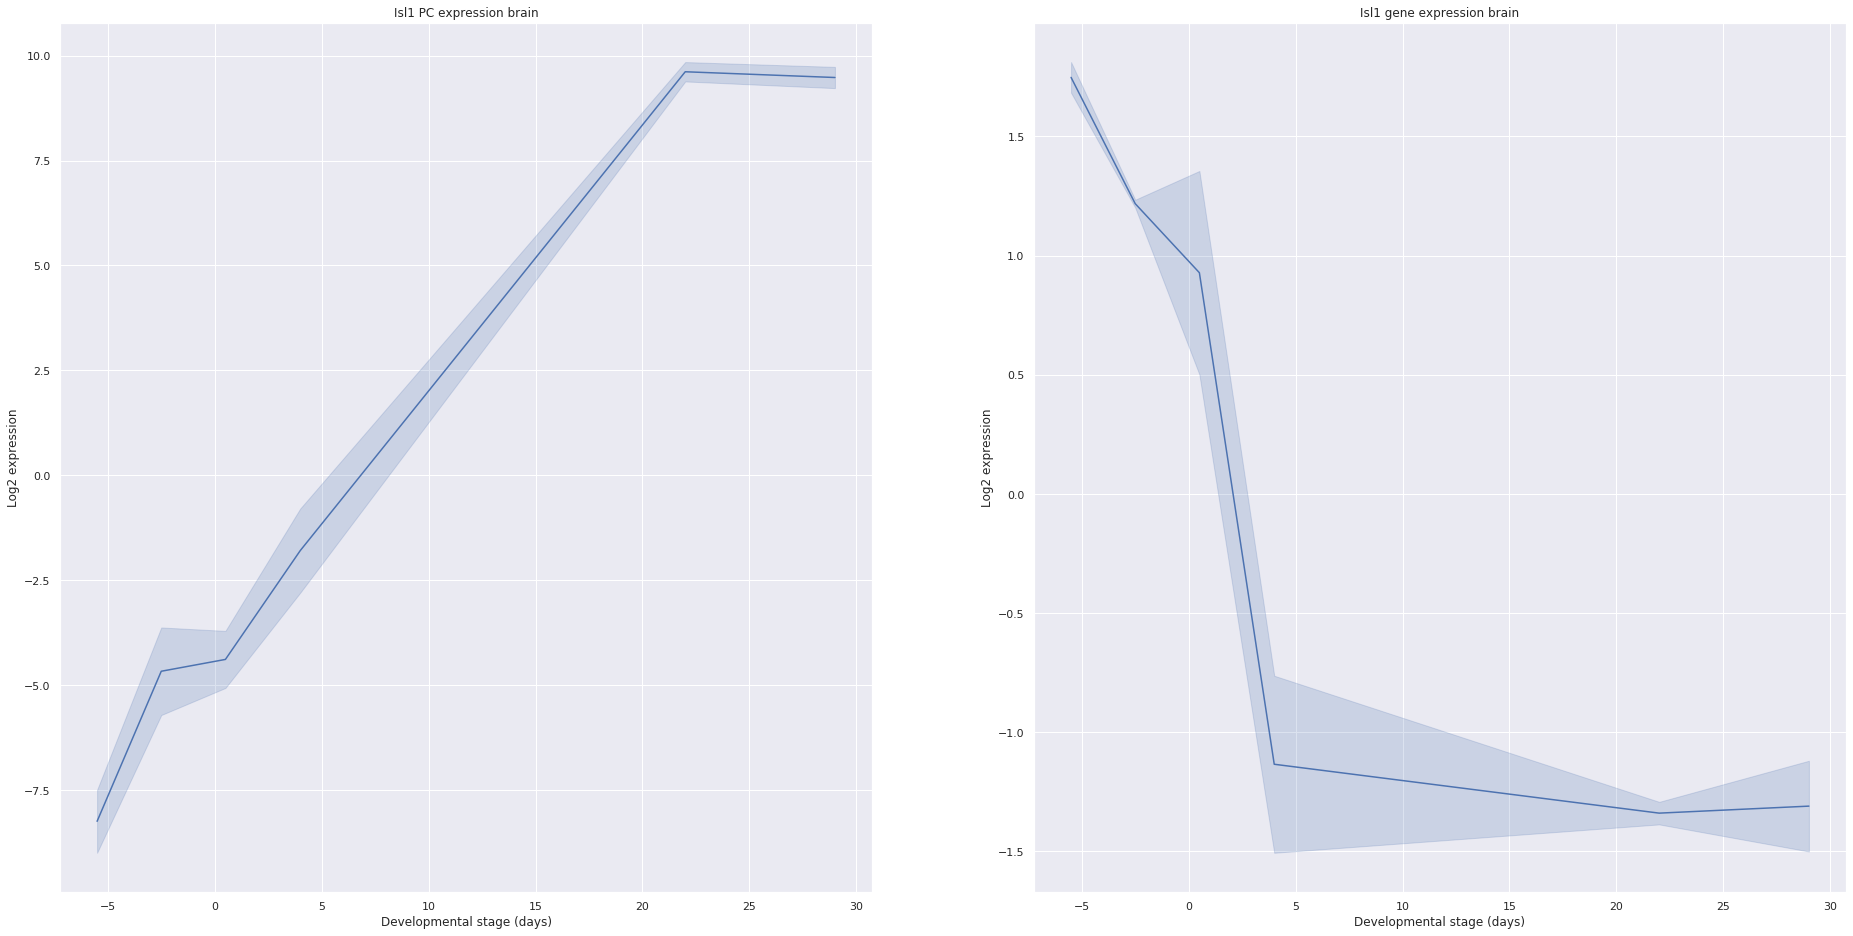 Isl1 PC expression brain
10.0
7.5
5.0
2.5
0.0
−2.5
−5.0
−7.5
Log2 expression
−5 0 5 10 15 20 25 30
Developmental stage (days)
Isl1 gene expression brain
1.5
1.0
0.5
0.0
−0.5
−1.0
−1.5
Log2 expression
−5 0 5 10 15 20 25 30
Developmental stage (days)